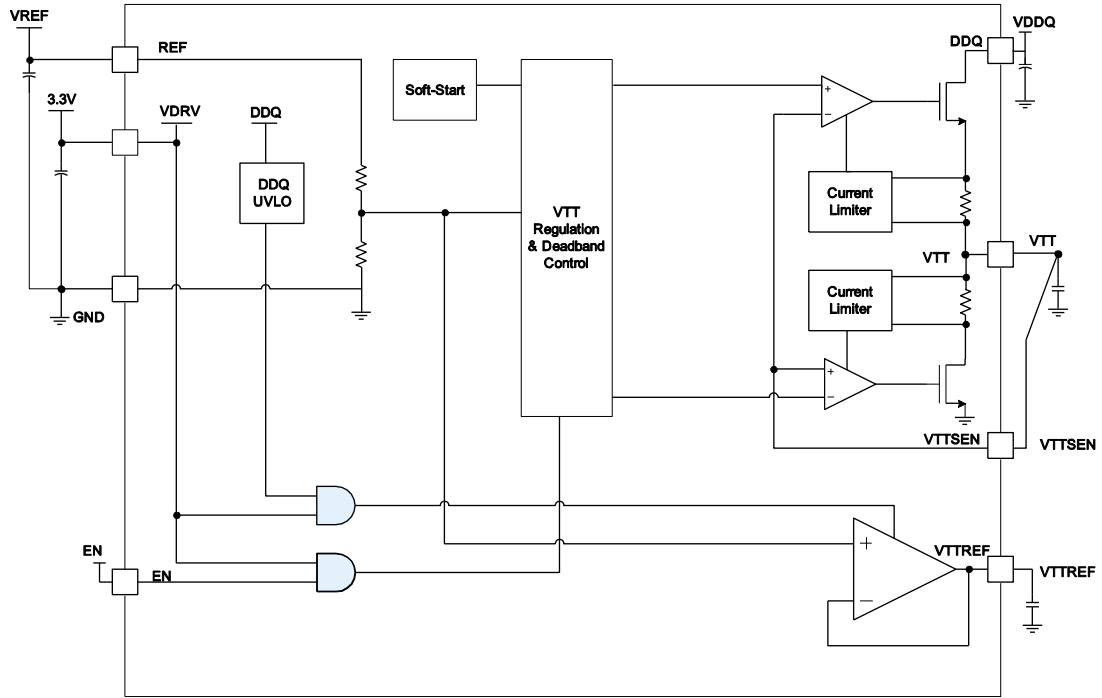 VREF
REF
3.3V
VDRV
DDQ
DDQ
UVLO
GND
Soft-Start
VTT
Regulation
& Deadband
Control
+
−
Current
Limiter
VTT
Current
Limiter
+
−
DDQ
VDDQ
VTT
VTTSEN
VTTSEN
EN
EN
+
−
VTTREF
VTTREF